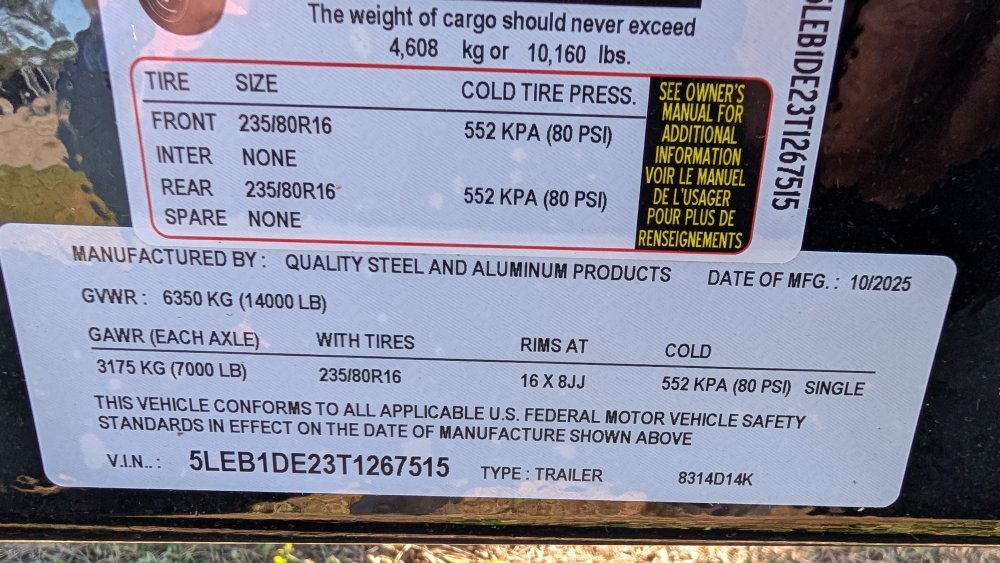 The weight of cargo should never exceed
4,608 kg or 10,160 lbs.
TIRE SIZE COLD TIRE PRESS.
FRONT 235/80R16 552 KPA (80 PSI)
INTER NONE
REAR 235/80R16 552 KPA (80 PSI)
SPARE NONE
SEE OWNER'S
MANUAL FOR
ADDITIONAL
INFORMATION
VOIR LE MANUEL
DE L'USAGER
POUR PLUS DE
RENSEIGNEMENTS
5LEB1DE23T1267515
MANUFACTURED BY : QUALITY STEEL AND ALUMINUM PRODUCTS DATE OF MFG. : 10/2025
GVWR : 6350 KG (14000 LB)
GAWR (EACH AXLE) WITH TIRES RIMS AT COLD
3175 KG (7000 LB) 235/80R16 16 X 8JJ 552 KPA (80 PSI) SINGLE
THIS VEHICLE CONFORMS TO ALL APPLICABLE U.S. FEDERAL MOTOR VEHICLE SAFETY
STANDARDS IN EFFECT ON THE DATE OF MANUFACTURE SHOWN ABOVE
V.I.N.. : 5LEB1DE23T1267515 TYPE : TRAILER 8314D14K